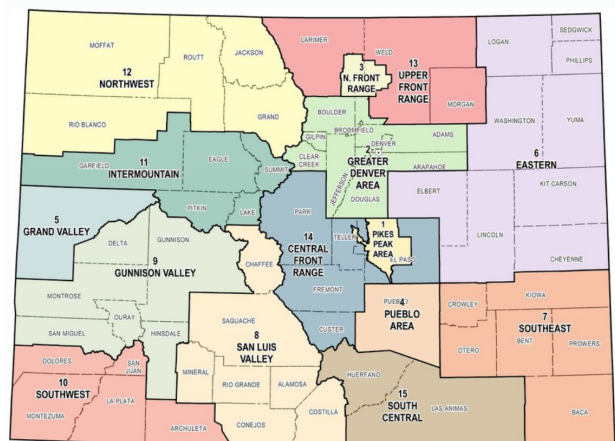 MOFFAT
ROUTT
JACKSON
12
NORTHWEST
RIO BLANCO
GRAND
LARIMER
WELD
3
N. FRONT
RANGE
13
UPPER
FRONT
RANGE
MORGAN
LOGAN
SEDGWICK
PHILLIPS
WASHINGTON
YUMA
6
EASTERN
ELBERT
KIT CARSON
LINCOLN
CHEYENNE
BOULDER
BROOMFIELD
GILPIN
DENVER
ADAMS
2
GREATER
DENVER
AREA
CLEAR
CREEK
JEFFERSON
ARAPAHOE
DOUGLAS
11
INTERMOUNTAIN
GARFIELD
EAGLE
SUMMIT
PITKIN
LAKE
5
GRAND VALLEY
DELTA
GUNNISON
9
GUNNISON VALLEY
MONTROSE
OURAY
SAN MIGUEL
HINSDALE
PARK
TELLER
14
CENTRAL
FRONT
RANGE
FREMONT
CUSTER
1
PIKES
PEAK
AREA
EL PASO
CHAFFEE
SAGUACHE
8
SAN LUIS
VALLEY
MINERAL
RIO GRANDE
ALAMOSA
CONEJOS
COSTILLA
PUEBLO
4
PUEBLO
AREA
CROWLEY
KIOWA
7
SOUTHEAST
OTERO
BENT
PROWERS
BACA
DOLORES
SAN
JUAN
10
SOUTHWEST
MONTEZUMA
LA PLATA
ARCHULETA
HUERFANO
LAS ANIMAS
15
SOUTH
CENTRAL